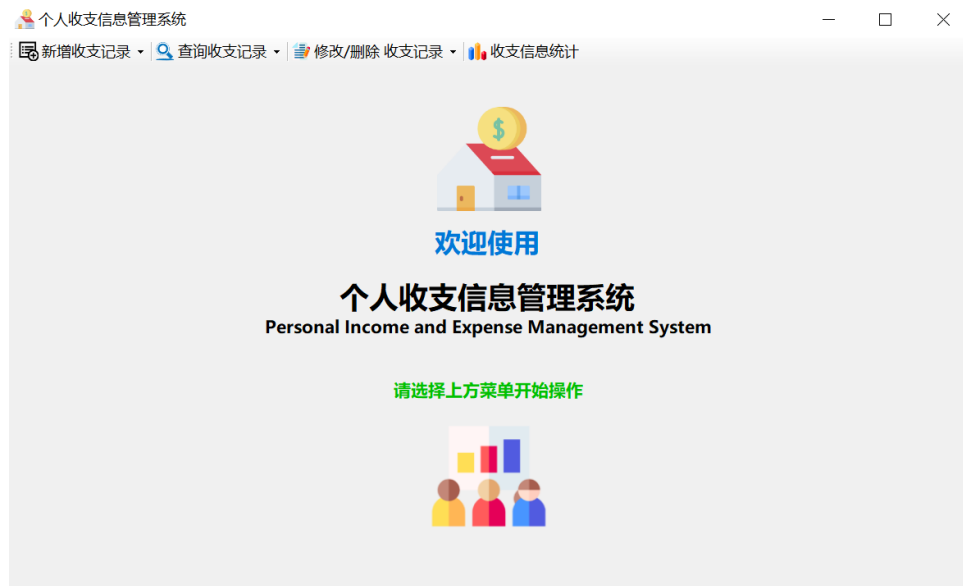 个人收支信息管理系统
新增收支记录 查询收支记录 修改/删除 收支记录 收支信息统计
$
欢迎使用
个人收支信息管理系统
Personal Income and Expense Management System
请选择上方菜单开始操作